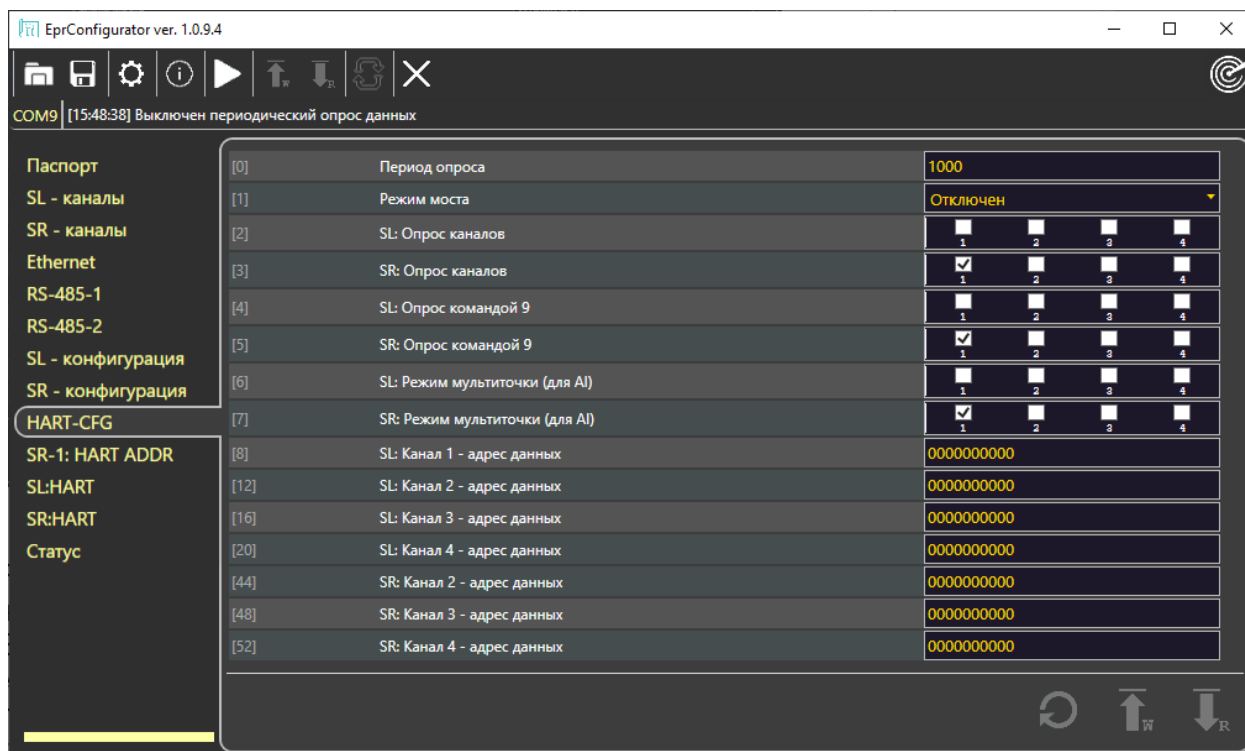 EprConfigurator ver. 1.0.9.4
W R
COM9 [15:48:38] Выключен периодический опрос данных
Паспорт
SL - каналы
SR - каналы
Ethernet
RS-485-1
RS-485-2
SL - конфигурация
SR - конфигурация
HART-CFG
SR-1: HART ADDR
SL:HART
SR:HART
Статус
[0] Период опроса 1000
[1] Режим моста Отключен
[2] SL: Опрос каналов 1 2 3 4
[3] SR: Опрос каналов 1 2 3 4
[4] SL: Опрос командой 9 1 2 3 4
[5] SR: Опрос командой 9 1 2 3 4
[6] SL: Режим мультиточки (для AI) 1 2 3 4
[7] SR: Режим мультиточки (для AI) 1 2 3 4
[8] SL: Канал 1 - адрес данных 0000000000
[12] SL: Канал 2 - адрес данных 0000000000
[16] SL: Канал 3 - адрес данных 0000000000
[20] SL: Канал 4 - адрес данных 0000000000
[44] SR: Канал 2 - адрес данных 0000000000
[48] SR: Канал 3 - адрес данных 0000000000
[52] SR: Канал 4 - адрес данных 0000000000
W R